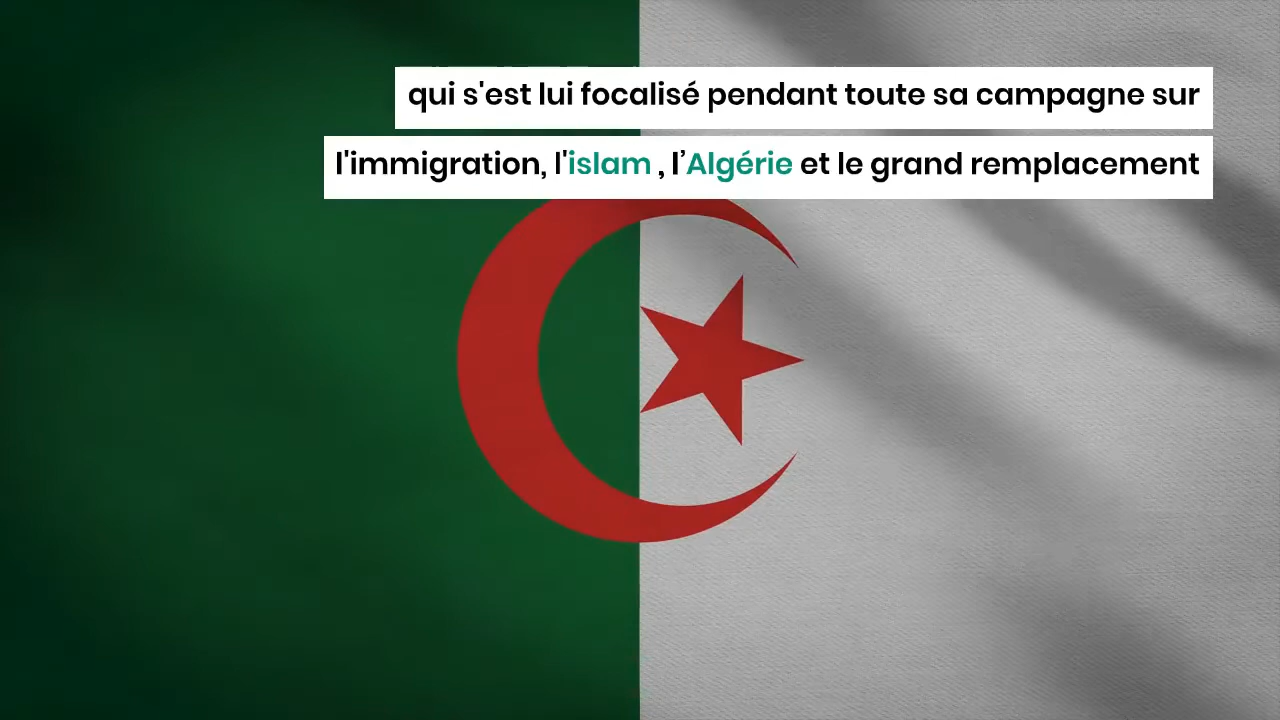 qui s'est lui focalisé pendant toute sa campagne sur
l'immigration, l'islam , l’Algérie et le grand remplacement